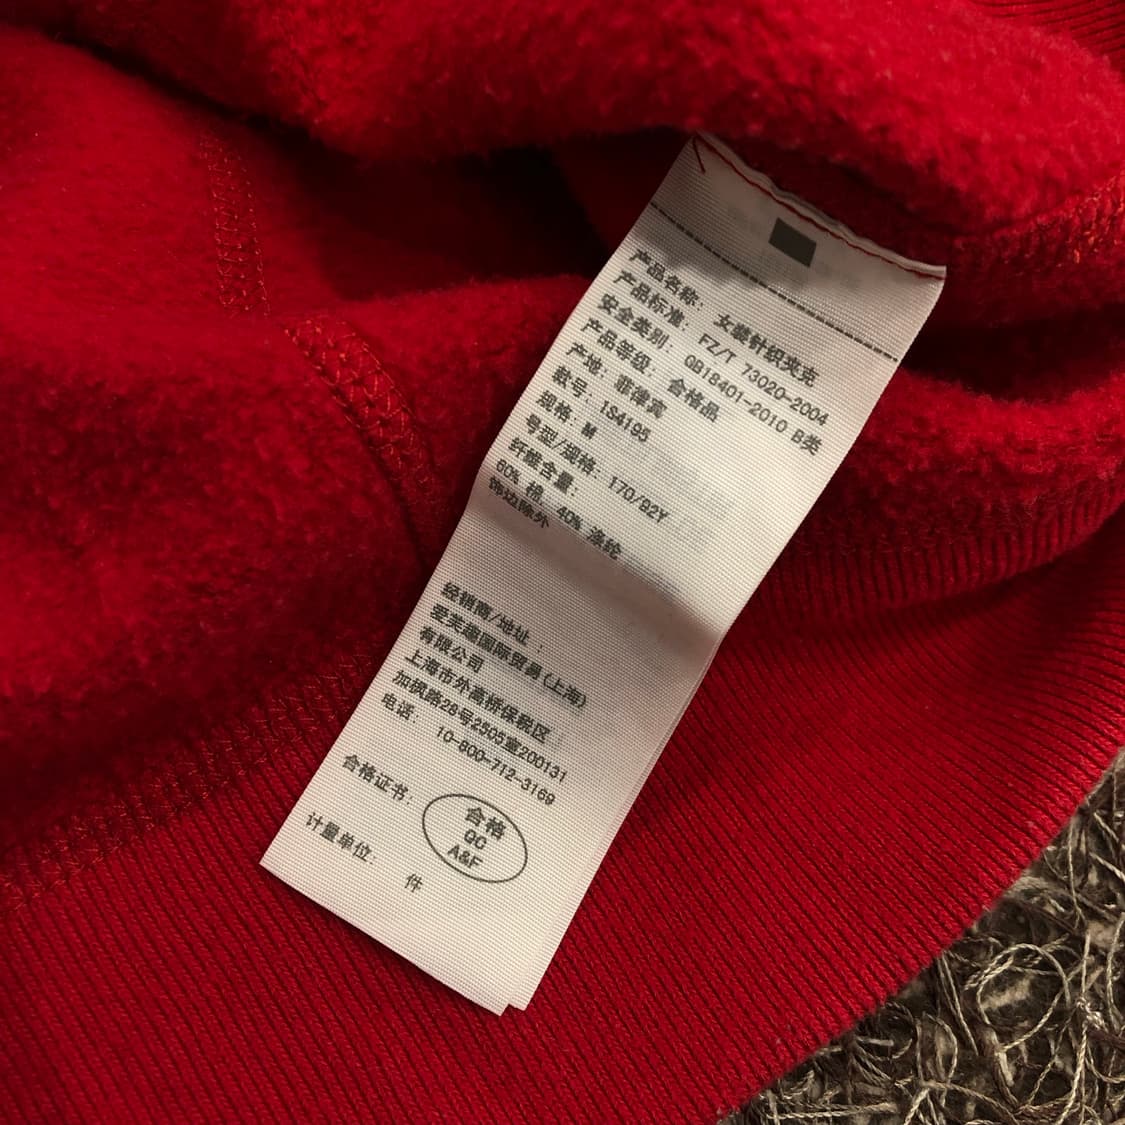 产品名称: 女装针织夹克
产品标准: FZ/T 73020-2004
安全类别: GB18401-2010 B类
产品等级: 合格品
产地: 菲律宾
款号: 1S4195
规格: M
号型/规格: 170/92Y
纤维含量:
60% 棉 40% 涤纶
饰边除外
经销商/地址:
国际贸易(上海)
有限公司
上海市外高桥保税区
加枫路28号2505室200131
电话: 10-800-712-3169
合格证书: 合格
QC
A&F
计量单位: 件